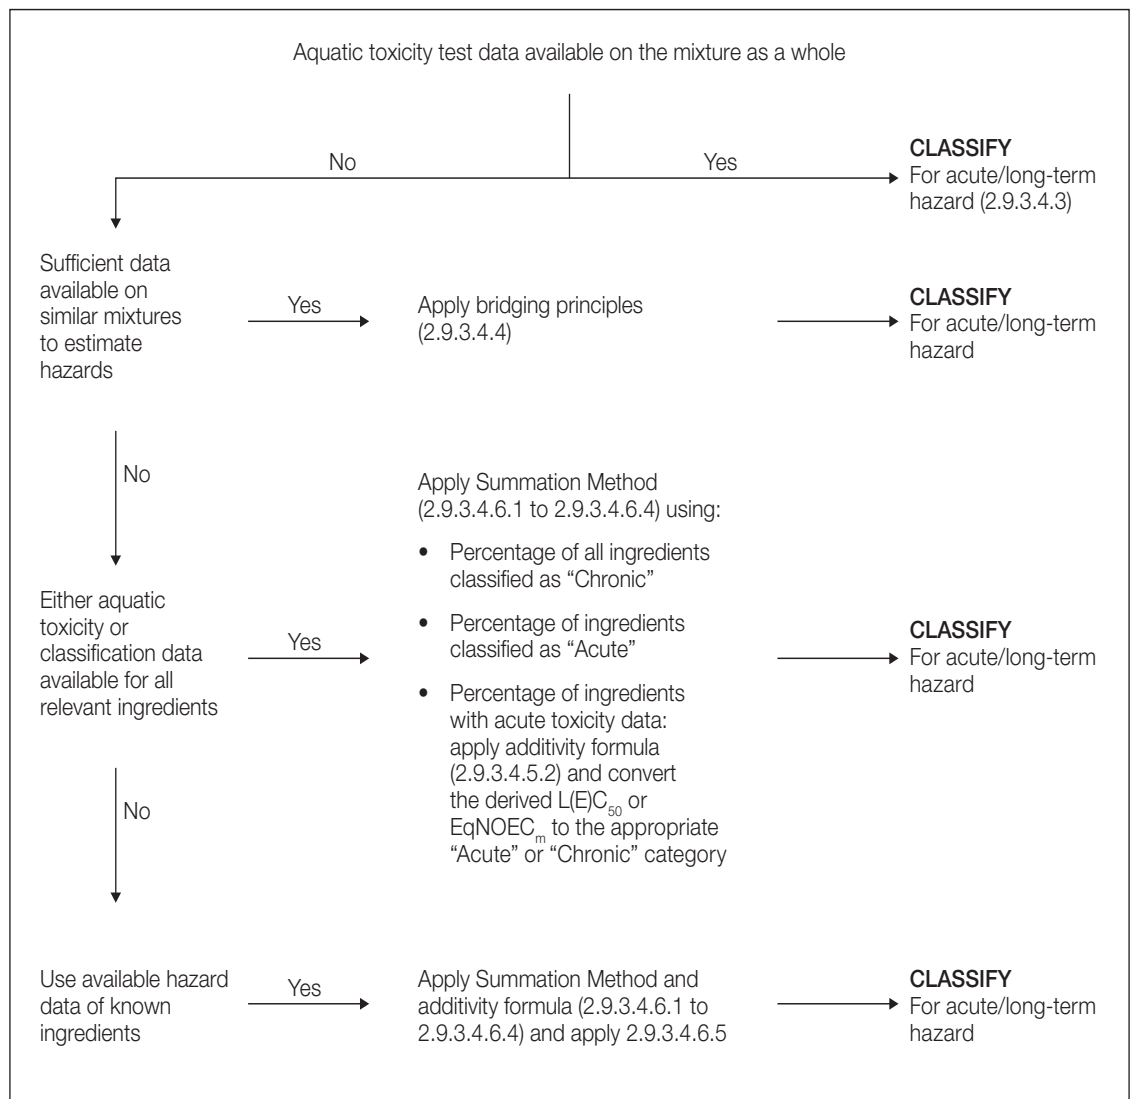 Aquatic toxicity test data available on the mixture as a whole
No
Yes
CLASSIFY
For acute/long-term
hazard (2.9.3.4.3)
Sufficient data
available on
similar mixtures
to estimate
hazards
Yes
Apply bridging principles
(2.9.3.4.4)
CLASSIFY
For acute/long-term
hazard
No
Either aquatic
toxicity or
classification data
available for all
relevant ingredients
Yes
Apply Summation Method
(2.9.3.4.6.1 to 2.9.3.4.6.4) using:
• Percentage of all ingredients
classified as “Chronic”
• Percentage of ingredients
classified as “Acute”
• Percentage of ingredients
with acute toxicity data:
apply additivity formula
(2.9.3.4.5.2) and convert
the derived L(E)C50 or
EqNOECm to the appropriate
“Acute” or “Chronic” category
CLASSIFY
For acute/long-term
hazard
No
Use available hazard
data of known
ingredients
Yes
Apply Summation Method and
additivity formula (2.9.3.4.6.1 to
2.9.3.4.6.4) and apply 2.9.3.4.6.5
CLASSIFY
For acute/long-term
hazard